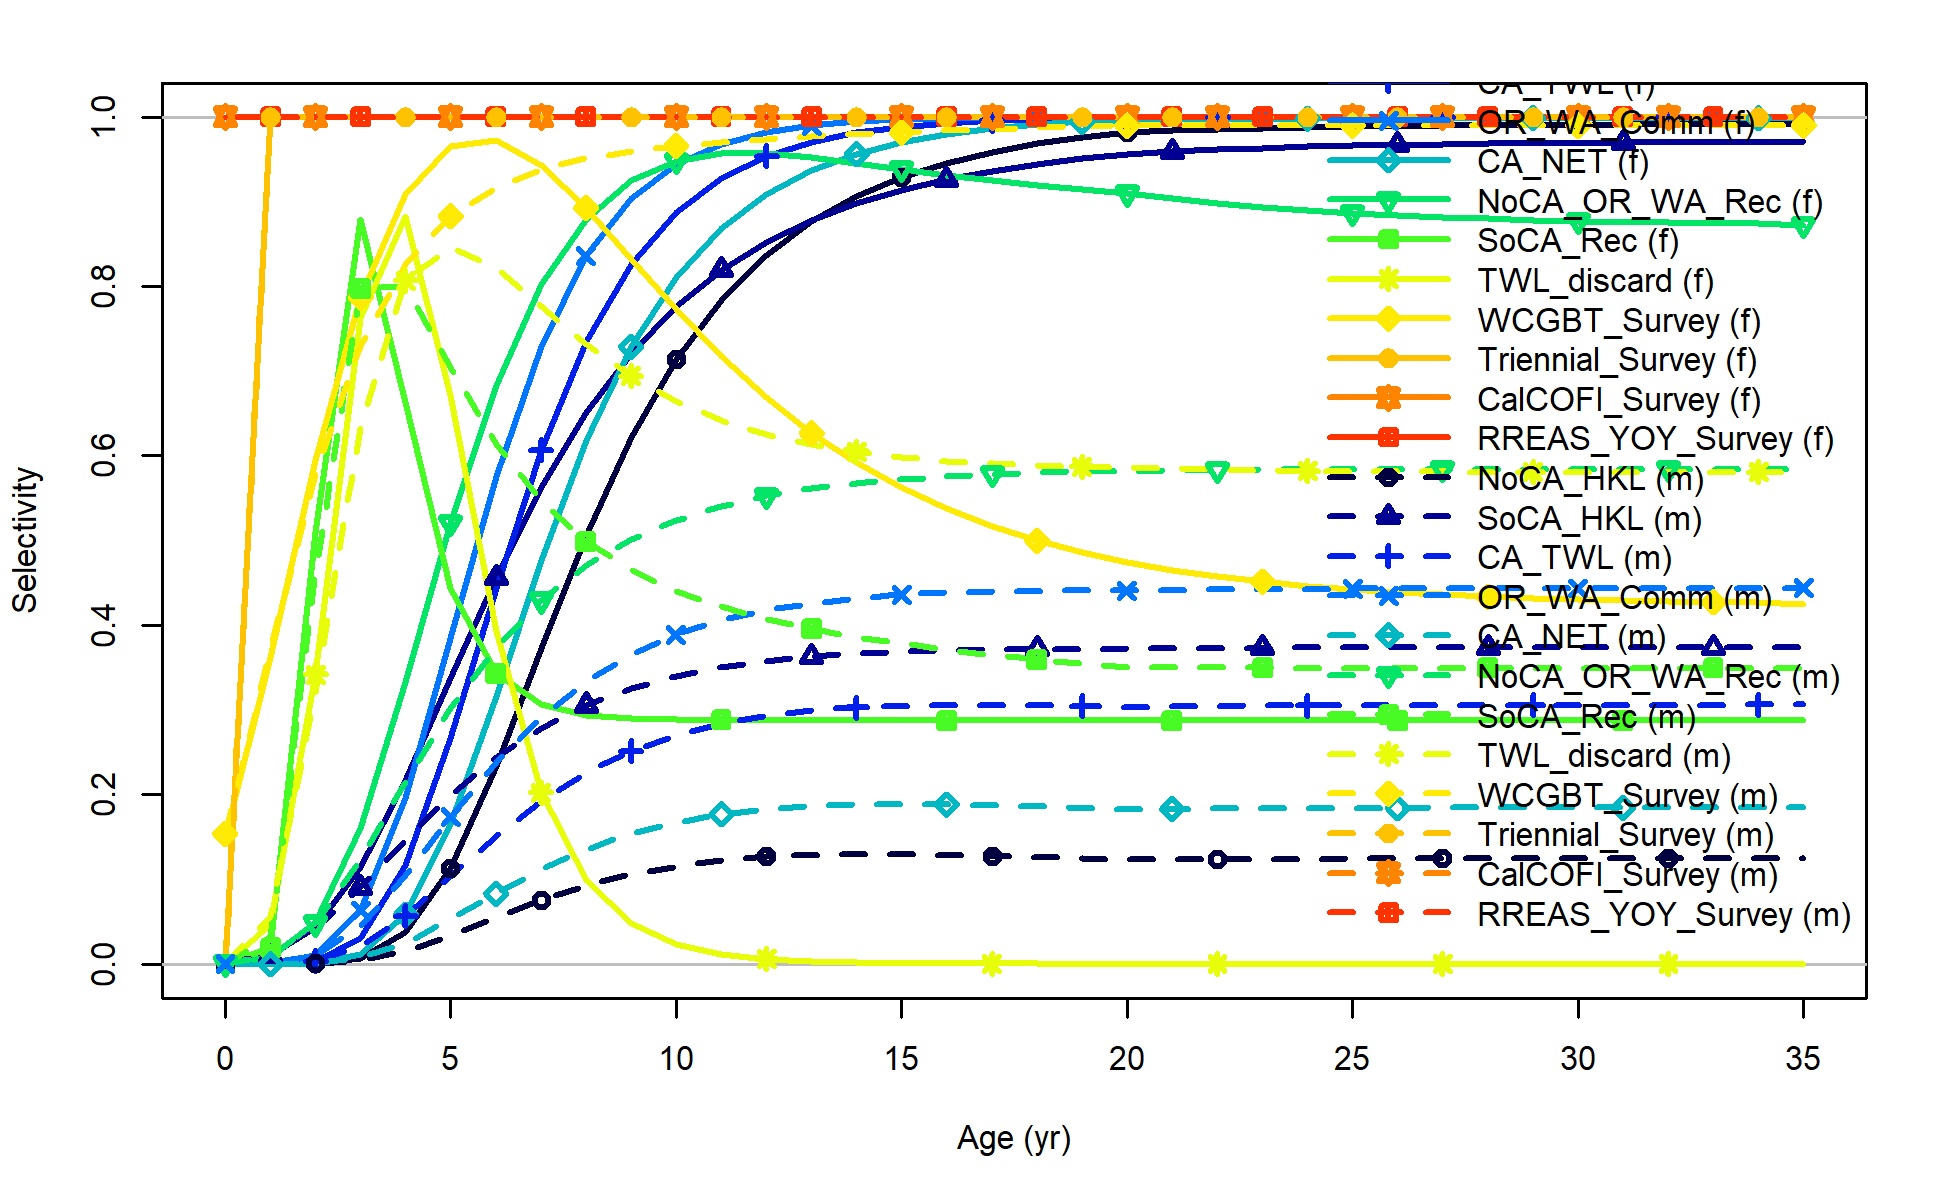 Selectivity
1.0
0.8
0.6
0.4
0.2
0.0
0 5 10 15 20 25 30 35
Age (yr)
CA_TWL (f)
OR_WA_Comm (f)
CA_NET (f)
NoCA_OR_WA_Rec (f)
SoCA_Rec (f)
TWL_discard (f)
WCGBT_Survey (f)
Triennial_Survey (f)
CalCOFI_Survey (f)
RREAS_YOY_Survey (f)
NoCA_HKL (m)
SoCA_HKL (m)
CA_TWL (m)
OR_WA_Comm (m)
CA_NET (m)
NoCA_OR_WA_Rec (m)
SoCA_Rec (m)
TWL_discard (m)
WCGBT_Survey (m)
Triennial_Survey (m)
CalCOFI_Survey (m)
RREAS_YOY_Survey (m)